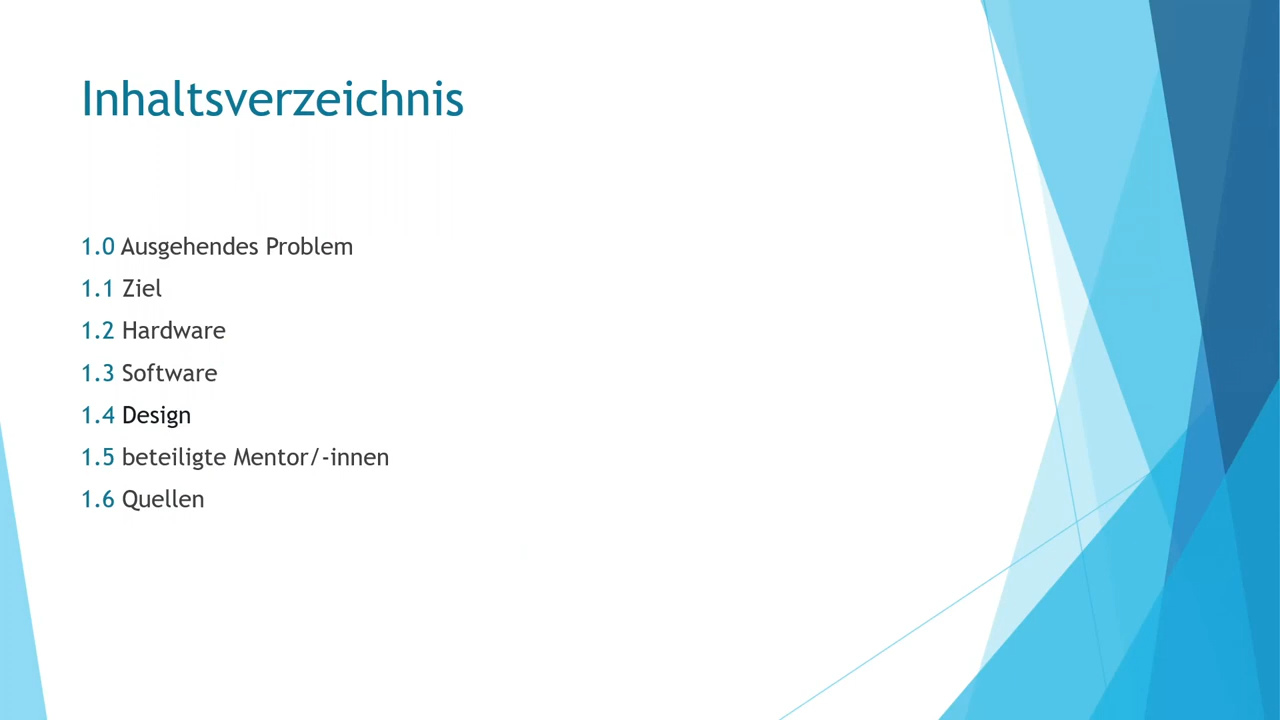 Inhaltsverzeichnis
1.0 Ausgehendes Problem
1.1 Ziel
1.2 Hardware
1.3 Software
1.4 Design
1.5 beteiligte Mentor/-innen
1.6 Quellen